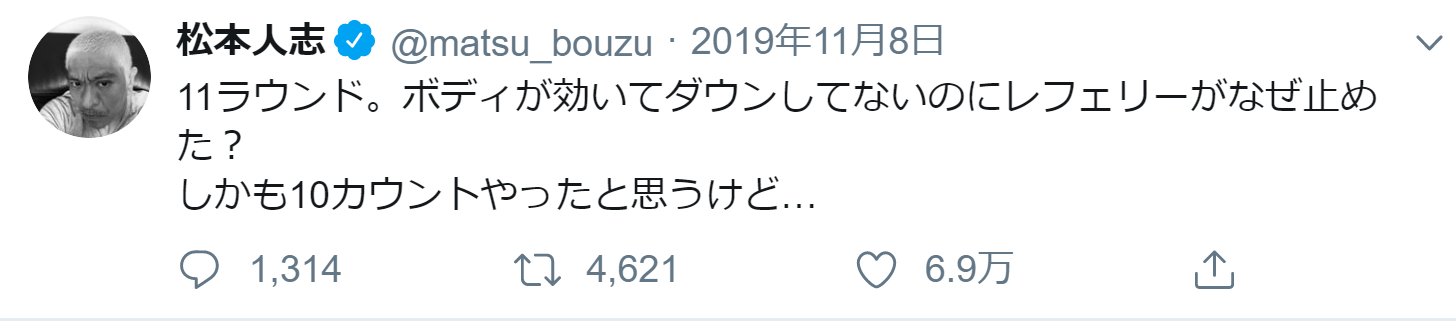 松本人志 @matsu_bouzu · 2019年11月8日
11ラウンド。ボディが効いてダウンしてないのにレフェリーがなぜ止め
た？
しかも10カウントやったと思うけど…
1,314 4,621 6.9万